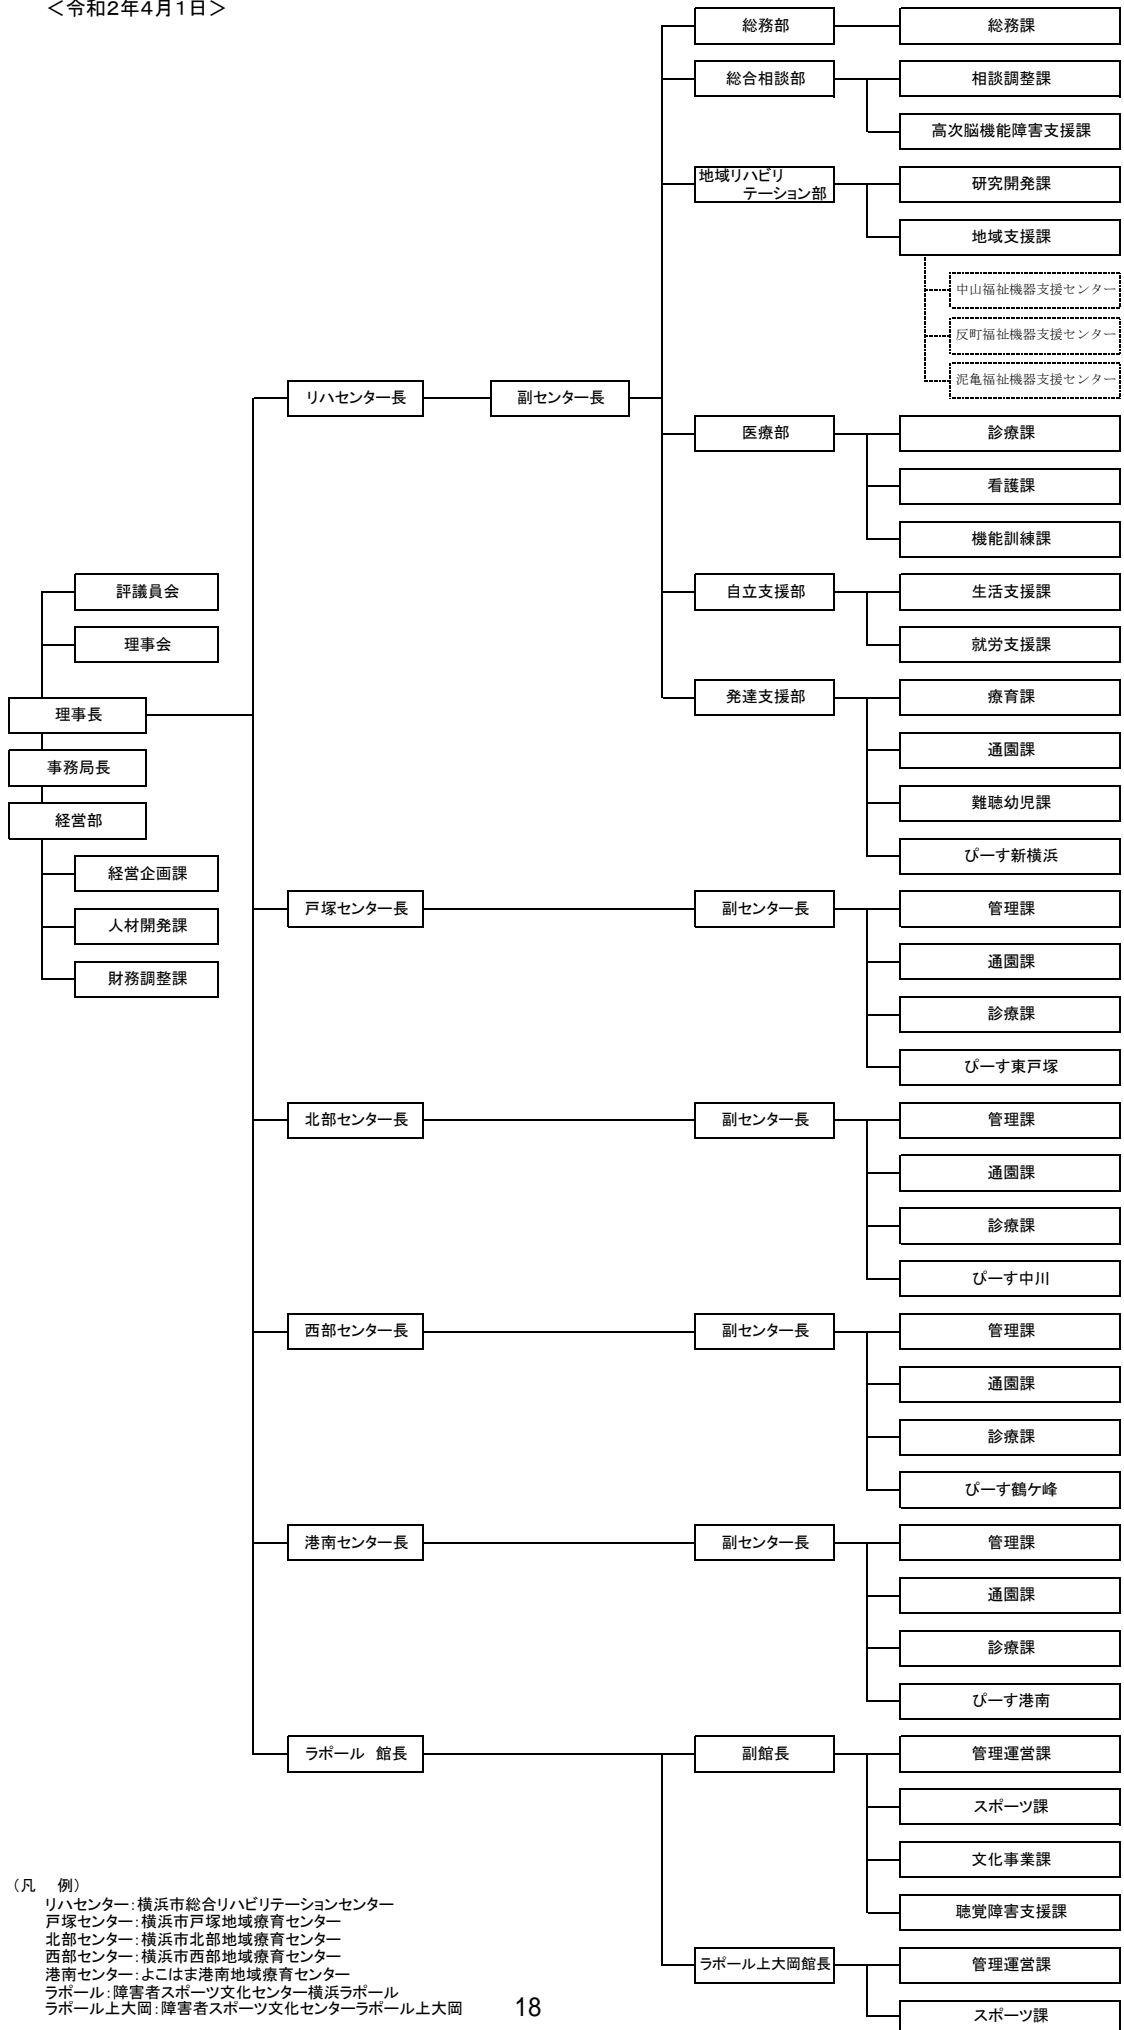 ＜令和2年4月1日＞
総務部
総務課
総合相談部
相談調整課
高次脳機能障害支援課
地域リハビリ
テーション部
研究開発課
地域支援課
中山福祉機器支援センター
反町福祉機器支援センター
泥亀福祉機器支援センター
リハセンター長
副センター長
医療部
診療課
看護課
機能訓練課
評議員会
理事会
理事長
事務局長
経営部
経営企画課
人材開発課
財務調整課
自立支援部
生活支援課
就労支援課
発達支援部
療育課
通園課
難聴幼児課
ぴーす新横浜
戸塚センター長
副センター長
管理課
通園課
診療課
ぴーす東戸塚
北部センター長
副センター長
管理課
通園課
診療課
ぴーす中川
西部センター長
副センター長
管理課
通園課
診療課
ぴーす鶴ケ峰
港南センター長
副センター長
管理課
通園課
診療課
ぴーす港南
ラポール　館長
副館長
管理運営課
スポーツ課
文化事業課
聴覚障害支援課
ラポール上大岡館長
管理運営課
スポーツ課
（凡　例）
リハセンター：横浜市総合リハビリテーションセンター
戸塚センター：横浜市戸塚地域療育センター
北部センター：横浜市北部地域療育センター
西部センター：横浜市西部地域療育センター
港南センター：よこはま港南地域療育センター
ラポール：障害者スポーツ文化センター横浜ラポール
ラポール上大岡：障害者スポーツ文化センターラポール上大岡
18